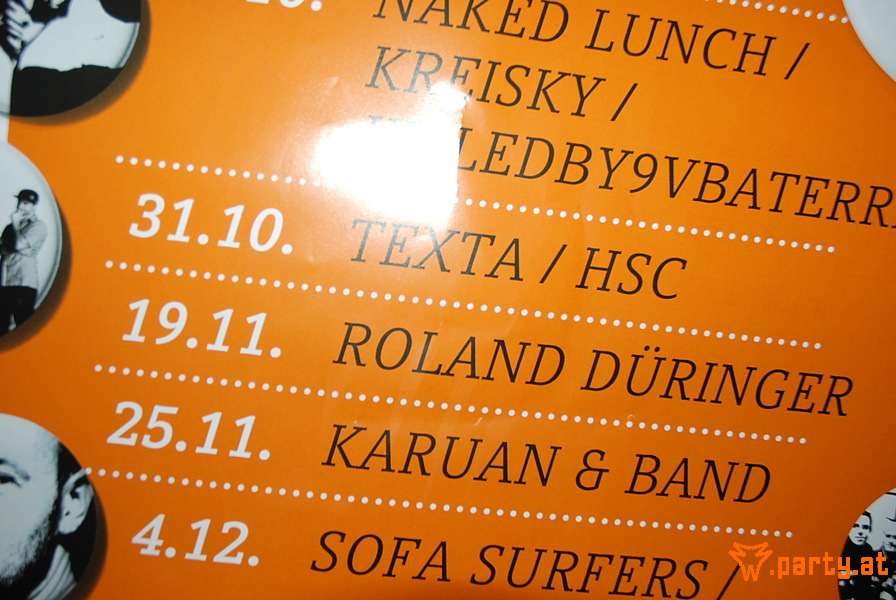 NAKED LUNCH /
KREISKY /
31.10. TEXTA / HSC
19.11. ROLAND DÜRINGER
25.11. KARUAN & BAND
4.12. SOFA SURFERS /
party.at